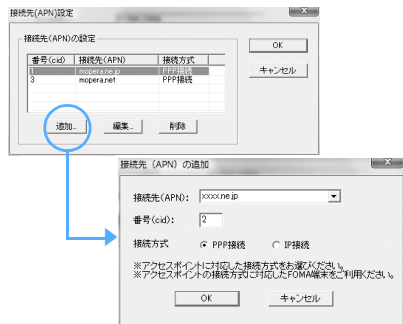 接続先(APN)設定
接続先(APN)の設定
番号(cid) 接続先(APN) 接続方式
1 mopera.ne.jp PPP接続
3 mopera.net PPP接続
追加... 編集... 削除
OK
キャンセル
接続先（APN）の追加
接続先(APN): xxxx.ne.jp
番号(cid): 2
接続方式 PPP接続 IP接続
※アクセスポイントに対応した接続方式をお選びください。
※アクセスポイントの接続方式に対応したFOMA端末をご利用ください。
OK キャンセル